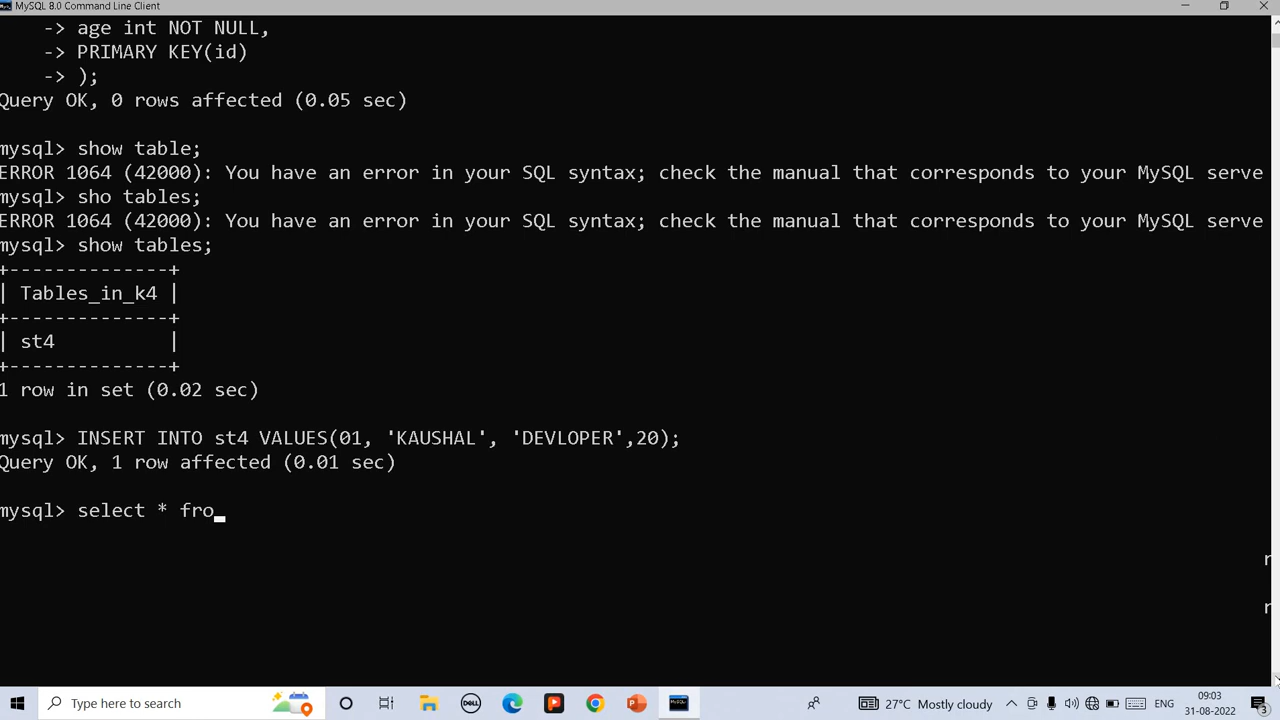 MySQL 8.0 Command Line Client
-> age int NOT NULL,
-> PRIMARY KEY(id)
-> );
Query OK, 0 rows affected (0.05 sec)
mysql> show table;
ERROR 1064 (42000): You have an error in your SQL syntax; check the manual that corresponds to your MySQL serve
mysql> sho tables;
ERROR 1064 (42000): You have an error in your SQL syntax; check the manual that corresponds to your MySQL serve
mysql> show tables;
+--------------+
| Tables_in_k4 |
+--------------+
| st4          |
+--------------+
1 row in set (0.02 sec)
mysql> INSERT INTO st4 VALUES(01, 'KAUSHAL', 'DEVLOPER',20);
Query OK, 1 row affected (0.01 sec)
mysql> select * fro_
r
r
Type here to search
DELL
27°C Mostly cloudy
ENG
09:03
31-08-2022
3